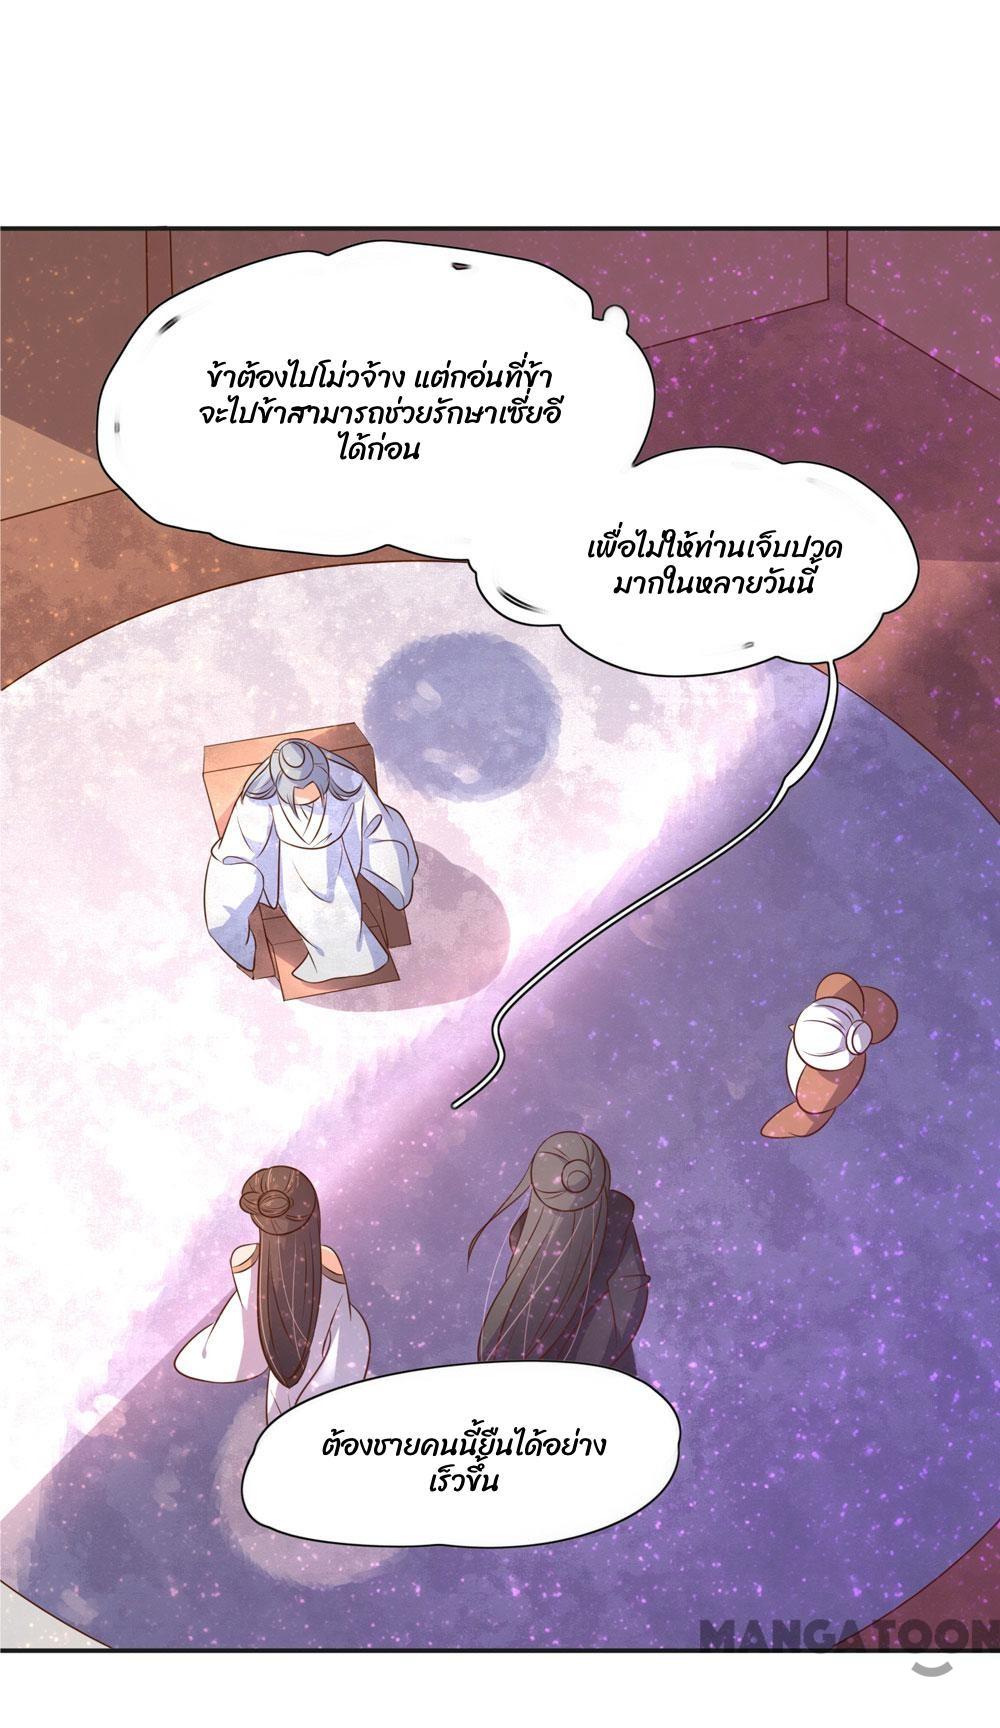 ข้าต้องไปโม่วจ้าง แต่กอ่นที่ข้า
จะไปข้าสามารถช่วยรักษาเซี่ยอี
ได้ก่อน
เพื่อไม่ให้ท่านเจ็บปวด
มากในหลายวันนี้
ต้องชายคนนี้ยืนได้อย่าง
เร็วขึ้น
MANGATOON